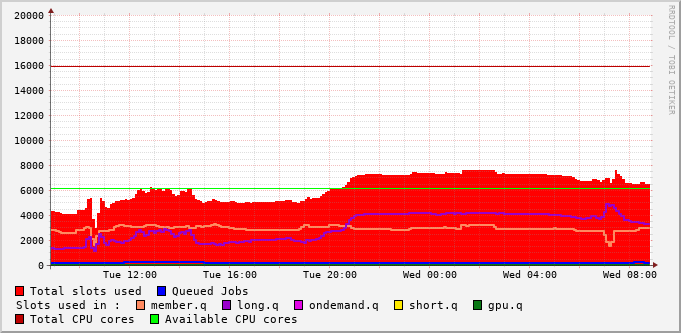 20000
18000
16000
14000
12000
10000
8000
6000
4000
2000
0
Tue 12:00 Tue 16:00 Tue 20:00 Wed 00:00 Wed 04:00 Wed 08:00
RRDTOOL / TOBI OETIKER
Total slots used Queued Jobs
Slots used in : member.q long.q ondemand.q short.q gpu.q
Total CPU cores Available CPU cores